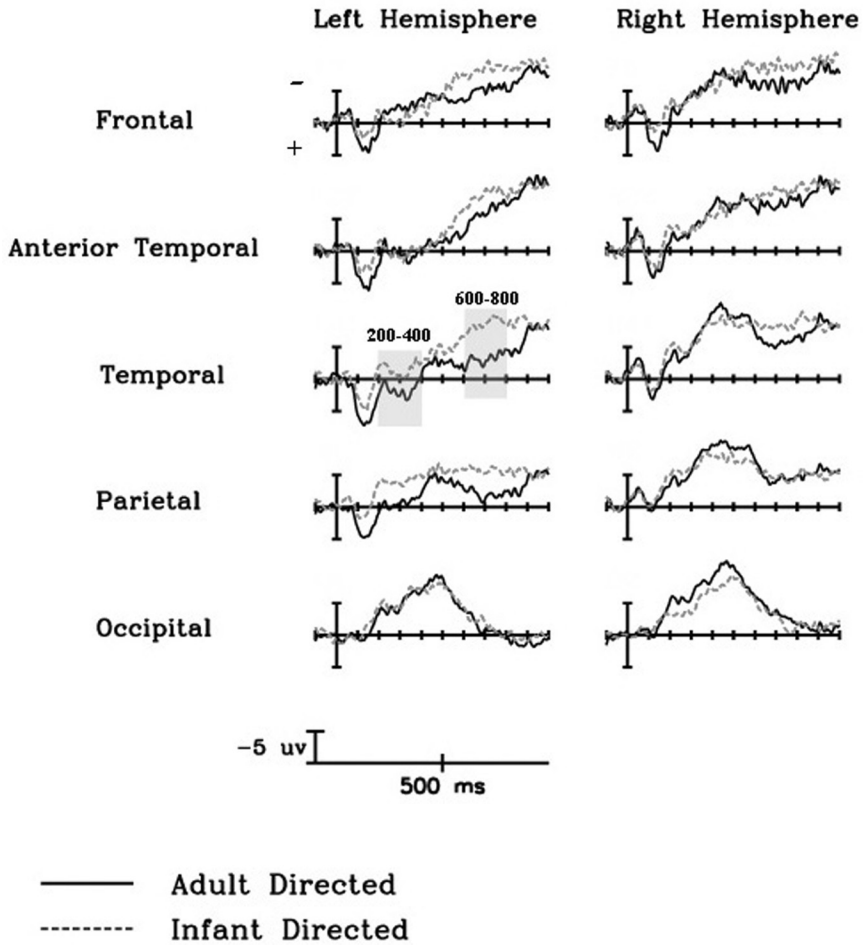 Left Hemisphere Right Hemisphere
−
Frontal
+
Anterior Temporal
600-800
200-400
Temporal
Parietal
Occipital
−5 uv
500 ms
Adult Directed
Infant Directed